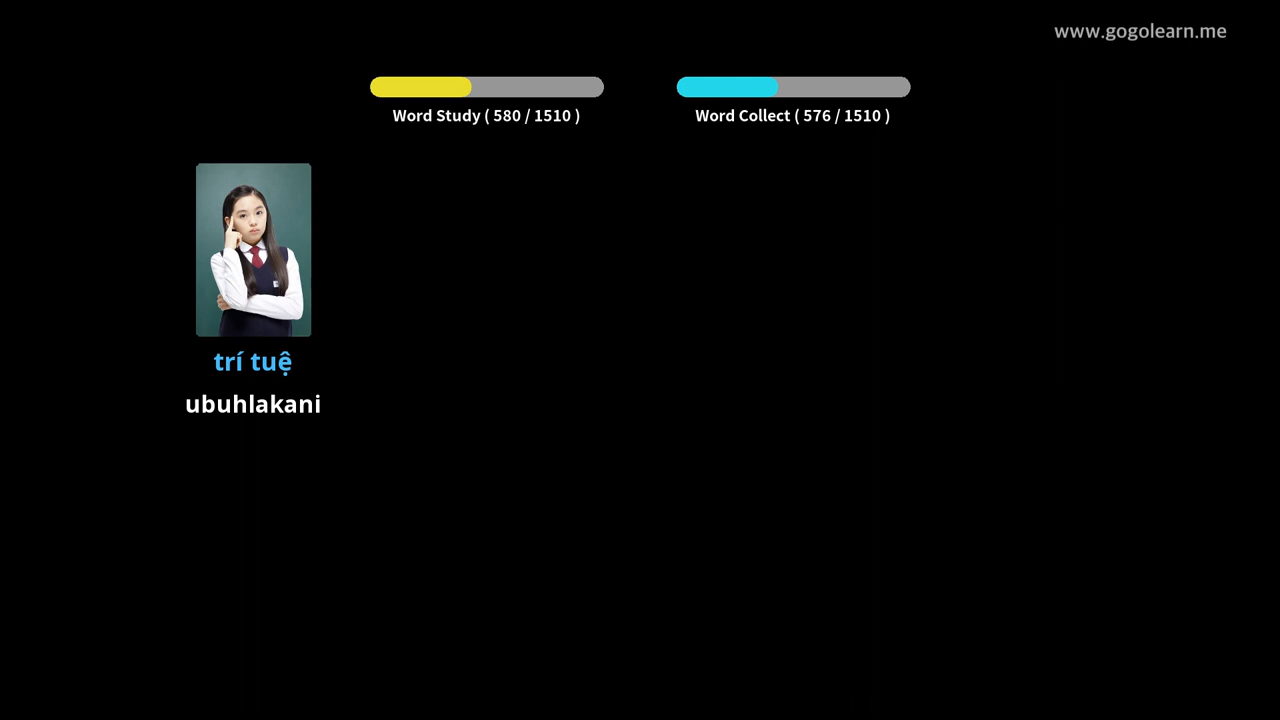 www.gogolearn.me
Word Study ( 580 / 1510 )
Word Collect ( 576 / 1510 )
trí tuệ
ubuhlakani